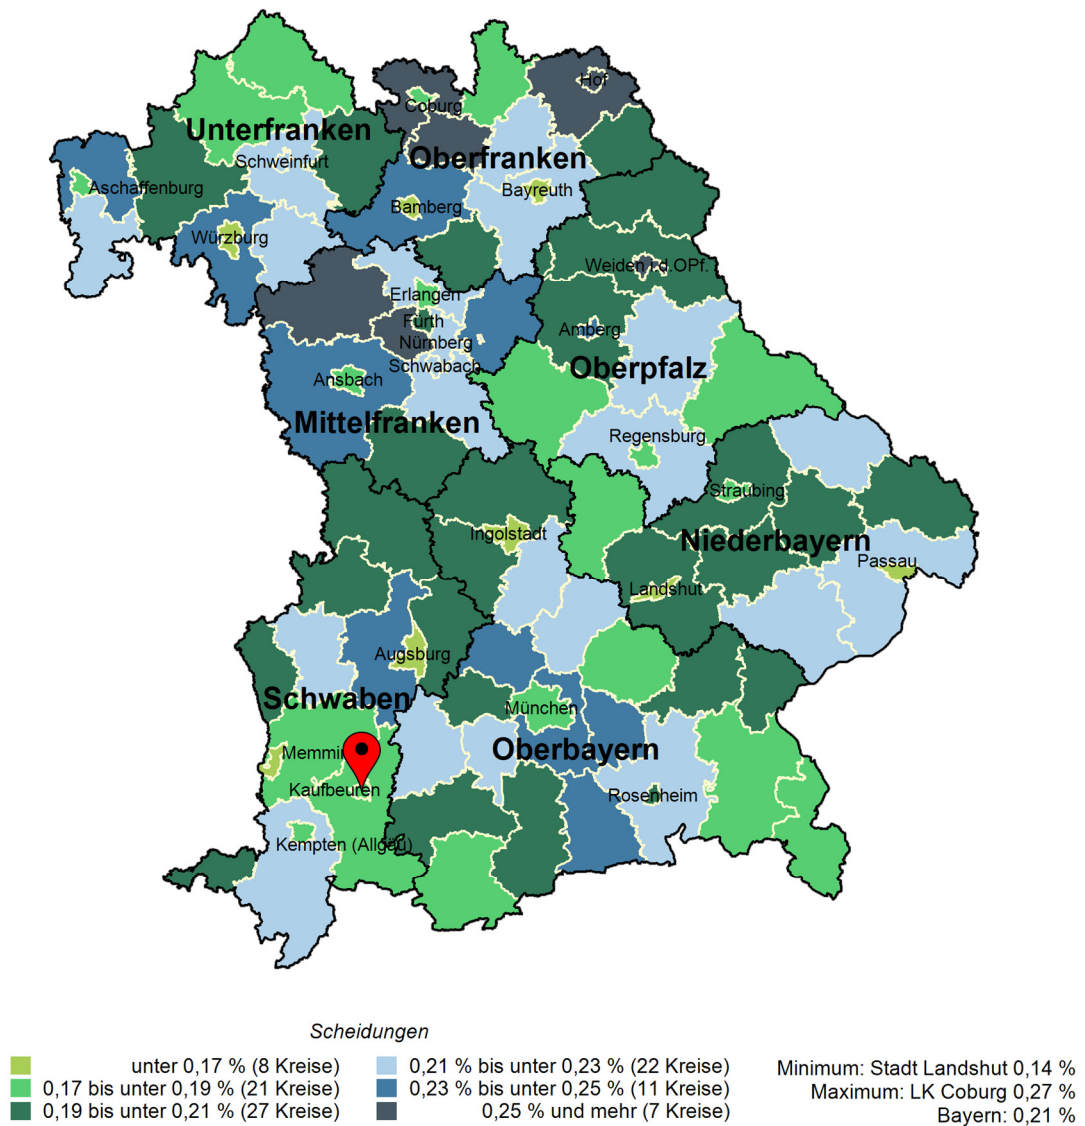 Hof
Coburg
Unterfranken
Oberfranken
Schweinfurt
Aschaffenburg
Bayreuth
Bamberg
Würzburg
Weiden i.d.OPf.
Erlangen
Fürth
Amberg
Nürnberg
Schwabach
Oberpfalz
Ansbach
Mittelfranken
Regensburg
Straubing
Ingolstadt
Niederbayern
Passau
Landshut
Augsburg
Schwaben
München
Oberbayern
Memmin
Kaufbeuren
Rosenheim
Kempten (Allgäu)
Scheidungen
unter 0,17 % (8 Kreise)
0,17 bis unter 0,19 % (21 Kreise)
0,19 bis unter 0,21 % (27 Kreise)
0,21 % bis unter 0,23 % (22 Kreise)
0,23 % bis unter 0,25 % (11 Kreise)
0,25 % und mehr (7 Kreise)
Minimum: Stadt Landshut 0,14 %
Maximum: LK Coburg 0,27 %
Bayern: 0,21 %